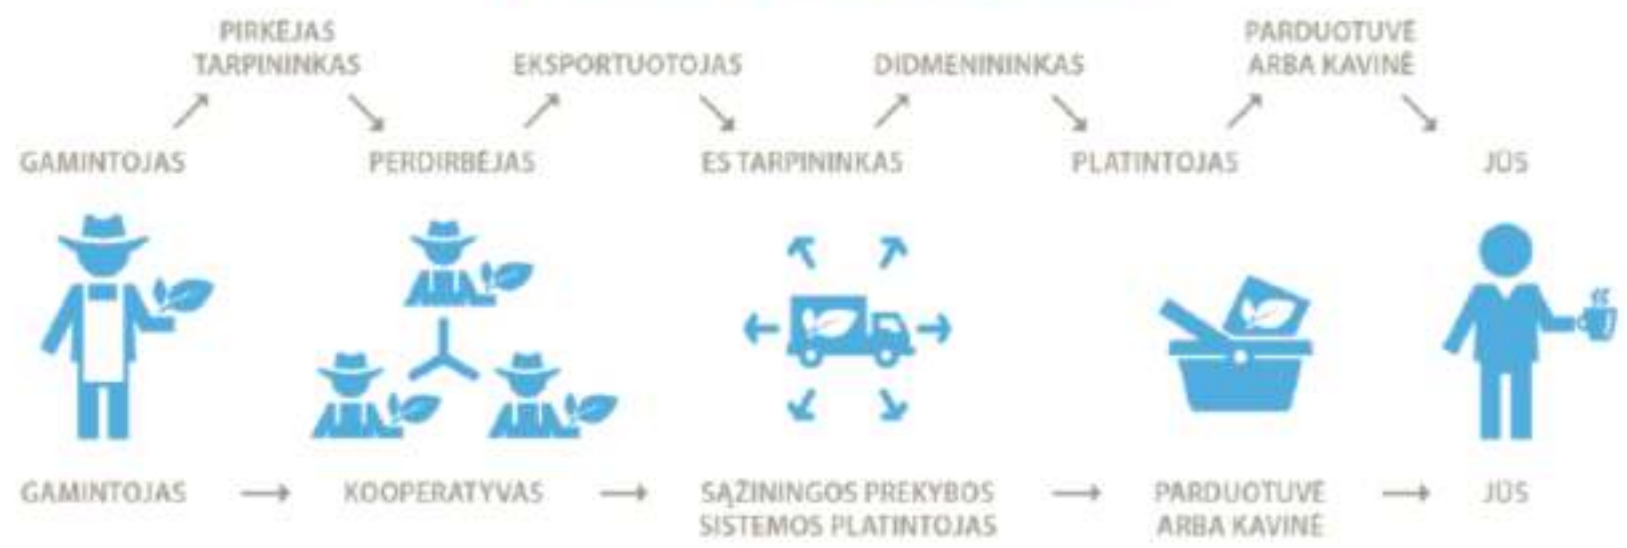 PIRKĖJAS
TARPININKAS
EKSPORTUOTOJAS
DIDMENININKAS
PARDUOTUVĖ
ARBA KAVINĖ
GAMINTOJAS
PERDIRBĖJAS
ES TARPININKAS
PLATINTOJAS
JŪS
GAMINTOJAS
KOOPERATYVAS
SĄŽININGOS PREKYBOS
SISTEMOS PLATINTOJAS
PARDUOTUVĖ
ARBA KAVINĖ
JŪS